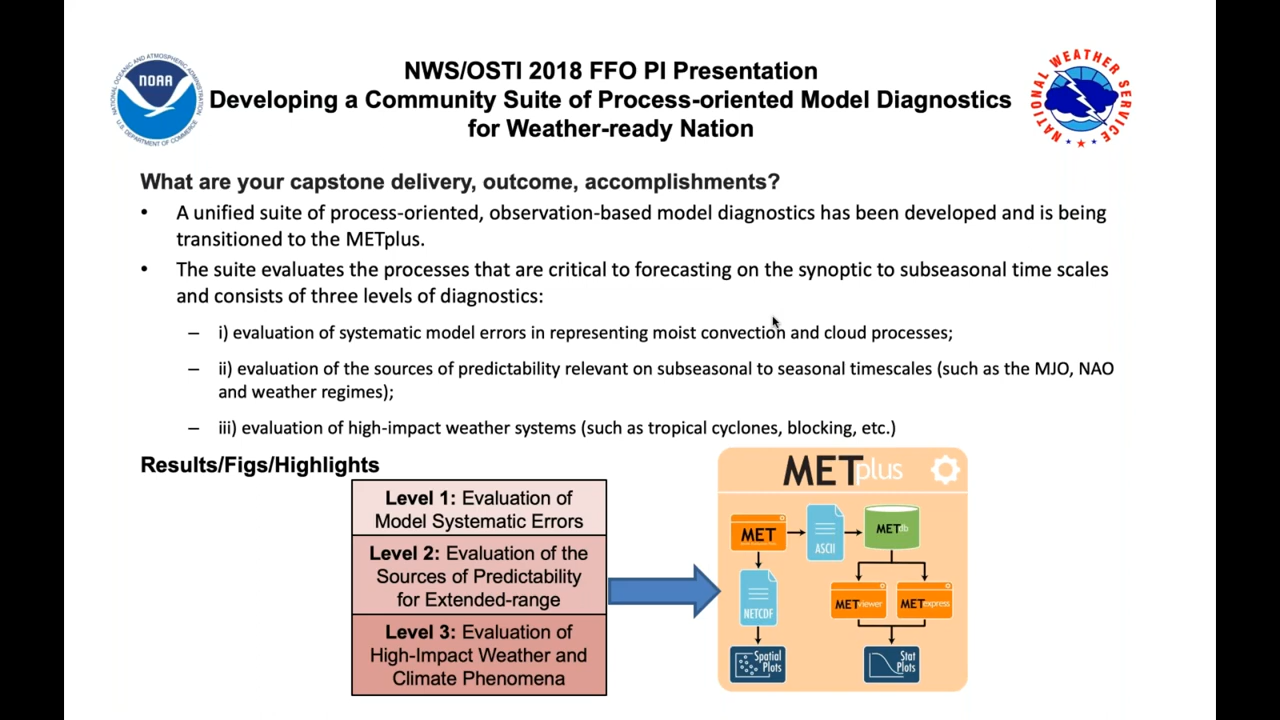 NWS/OSTI 2018 FFO PI Presentation
Developing a Community Suite of Process-oriented Model Diagnostics
for Weather-ready Nation
NOAA
NATIONAL OCEANIC AND ATMOSPHERIC ADMINISTRATION
U.S. DEPARTMENT OF COMMERCE
NATIONAL WEATHER SERVICE
What are your capstone delivery, outcome, accomplishments?
• A unified suite of process-oriented, observation-based model diagnostics has been developed and is being
transitioned to the METplus.
• The suite evaluates the processes that are critical to forecasting on the synoptic to subseasonal time scales
and consists of three levels of diagnostics:
– i) evaluation of systematic model errors in representing moist convection and cloud processes;
– ii) evaluation of the sources of predictability relevant on subseasonal to seasonal timescales (such as the MJO, NAO
and weather regimes);
– iii) evaluation of high-impact weather systems (such as tropical cyclones, blocking, etc.)
Results/Figs/Highlights
Level 1: Evaluation of
Model Systematic Errors
Level 2: Evaluation of the
Sources of Predictability
for Extended-range
Level 3: Evaluation of
High-Impact Weather and
Climate Phenomena
METplus
MET
ASCII
METdb
NETCDF
METviewer
METexpress
Spatial
Plots
Stat
Plots